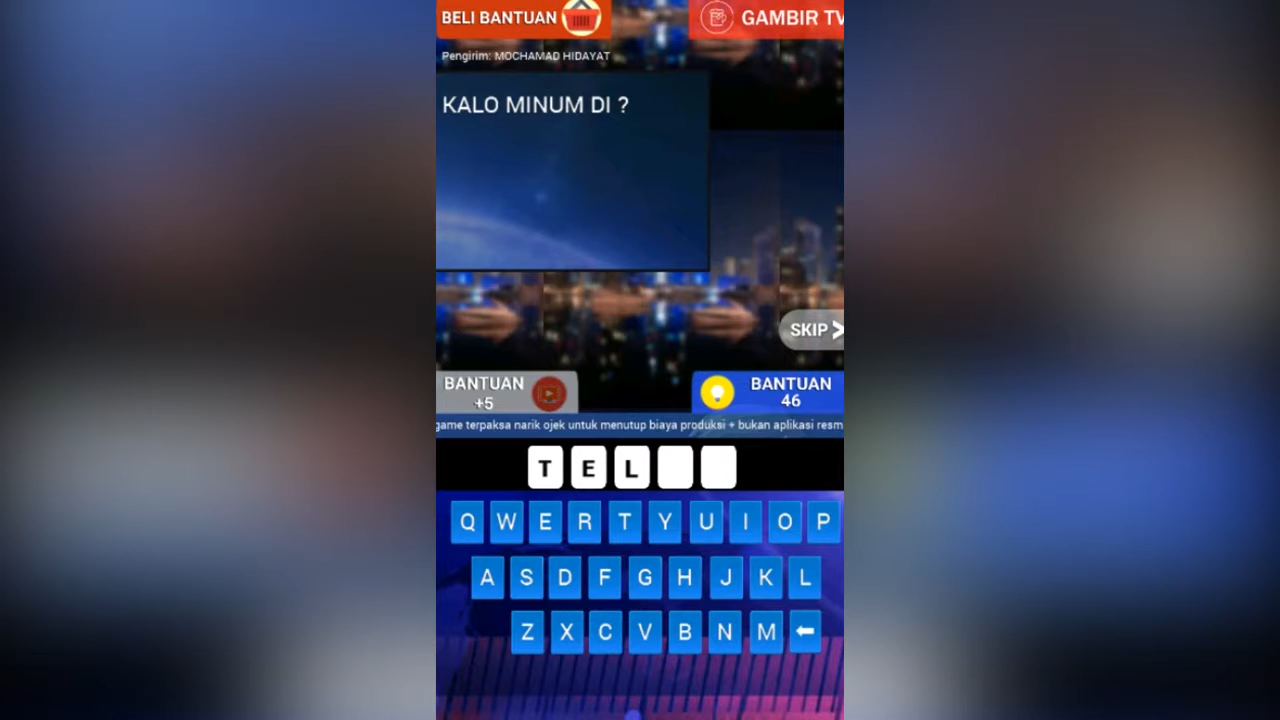 BELI BANTUAN
GAMBIR TV
Pengirim: MOCHAMAD HIDAYAT
KALO MINUM DI ?
SKIP
BANTUAN
+5
BANTUAN
46
game terpaksa narik ojek untuk menutup biaya produksi + bukan aplikasi resm
T E L
Q W E R T Y U I O P
A S D F G H J K L
Z X C V B N M